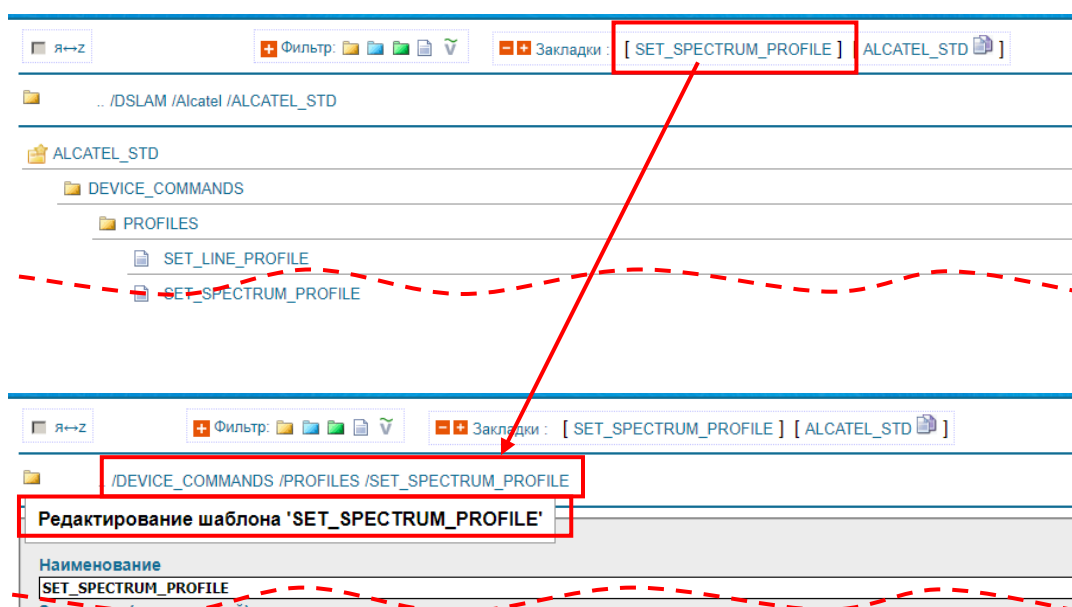 я↔z Фильтр: Ṽ Закладки : [ SET_SPECTRUM_PROFILE ] [ ALCATEL_STD ]
.. /DSLAM /Alcatel /ALCATEL_STD
ALCATEL_STD
DEVICE_COMMANDS
PROFILES
SET_LINE_PROFILE
SET_SPECTRUM_PROFILE
я↔z Фильтр: Ṽ Закладки : [ SET_SPECTRUM_PROFILE ] [ ALCATEL_STD ]
.. /DEVICE_COMMANDS /PROFILES /SET_SPECTRUM_PROFILE
Редактирование шаблона 'SET_SPECTRUM_PROFILE'
Наименование
SET_SPECTRUM_PROFILE